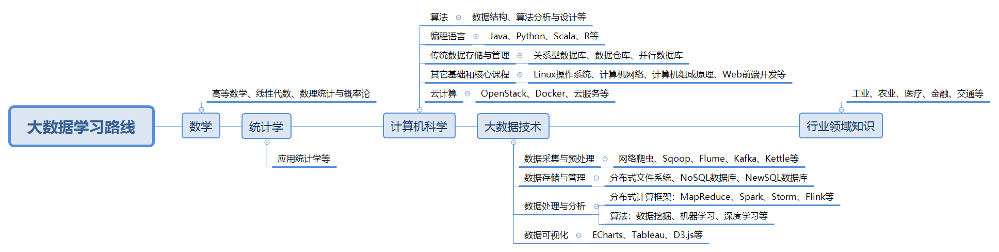 大数据学习路线
数学
高等数学、线性代数、数理统计与概率论
统计学
应用统计学等
计算机科学
算法
数据结构、算法分析与设计等
编程语言
Java、Python、Scala、R等
传统数据存储与管理
关系型数据库、数据仓库、并行数据库
其它基础和核心课程
Linux操作系统、计算机网络、计算机组成原理、Web前端开发等
云计算
OpenStack、Docker、云服务等
大数据技术
数据采集与预处理
网络爬虫、Sqoop、Flume、Kafka、Kettle等
数据存储与管理
分布式文件系统、NoSQL数据库、NewSQL数据库
数据处理与分析
分布式计算框架：MapReduce、Spark、Storm、Flink等
算法：数据挖掘、机器学习、深度学习等
数据可视化
ECharts、Tableau、D3.js等
行业领域知识
工业、农业、医疗、金融、交通等